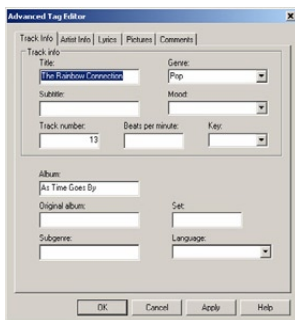 Advanced Tag Editor
Track Info Artist Info Lyrics Pictures Comments
Track info
Title: Genre:
The Rainbow Connection Pop
Subtitle: Mood:
Track number: Beats per minute: Key:
13
Album:
As Time Goes By
Original album: Set:
Subgenre: Language:
OK Cancel Apply Help